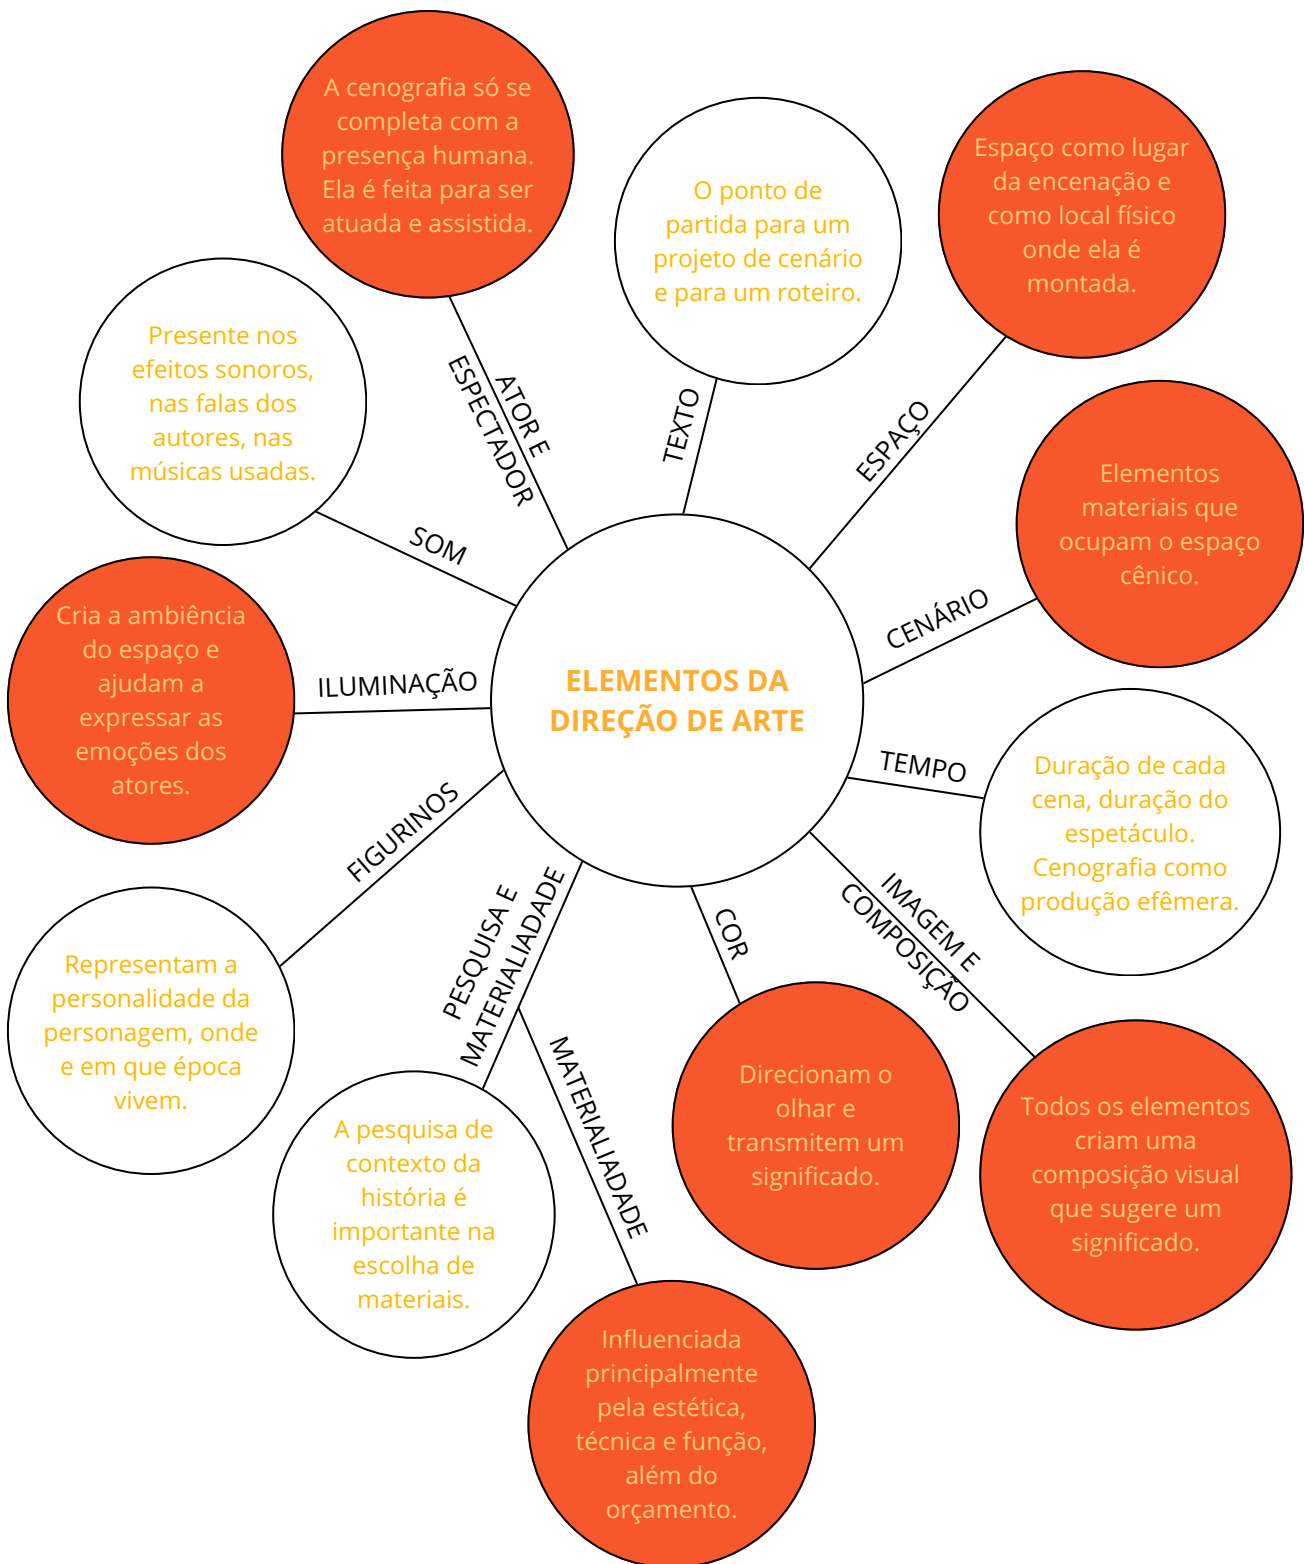 A cenografia só se
completa com a
presença humana.
Ela é feita para ser
atuada e assistida.
O ponto de
partida para um
projeto de cenário
e para um roteiro.
Espaço como lugar
da encenação e
como local físico
onde ela é
montada.
Presente nos
efeitos sonoros,
nas falas dos
autores, nas
músicas usadas.
ATOR E
ESPECTADOR
TEXTO
ESPAÇO
Elementos
materiais que
ocupam o espaço
cênico.
SOM
CENÁRIO
Cria a ambiência
do espaço e
ajudam a
expressar as
emoções dos
atores.
ILUMINAÇÃO
ELEMENTOS DA
DIREÇÃO DE ARTE
TEMPO
Duração de cada
cena, duração do
espetáculo.
Cenografia como
produção efêmera.
FIGURINOS
PESQUISA E
MATERIALIADADE
COR
IMAGEM E
COMPOSIÇÃO
Representam a
personalidade da
personagem, onde
e em que época
vivem.
MATERIALIADADE
A pesquisa de
contexto da
história é
importante na
escolha de
materiais.
Direcionam o
olhar e
transmitem um
significado.
Todos os elementos
criam uma
composição visual
que sugere um
significado.
Influenciada
principalmente
pela estética,
técnica e função,
além do
orçamento.